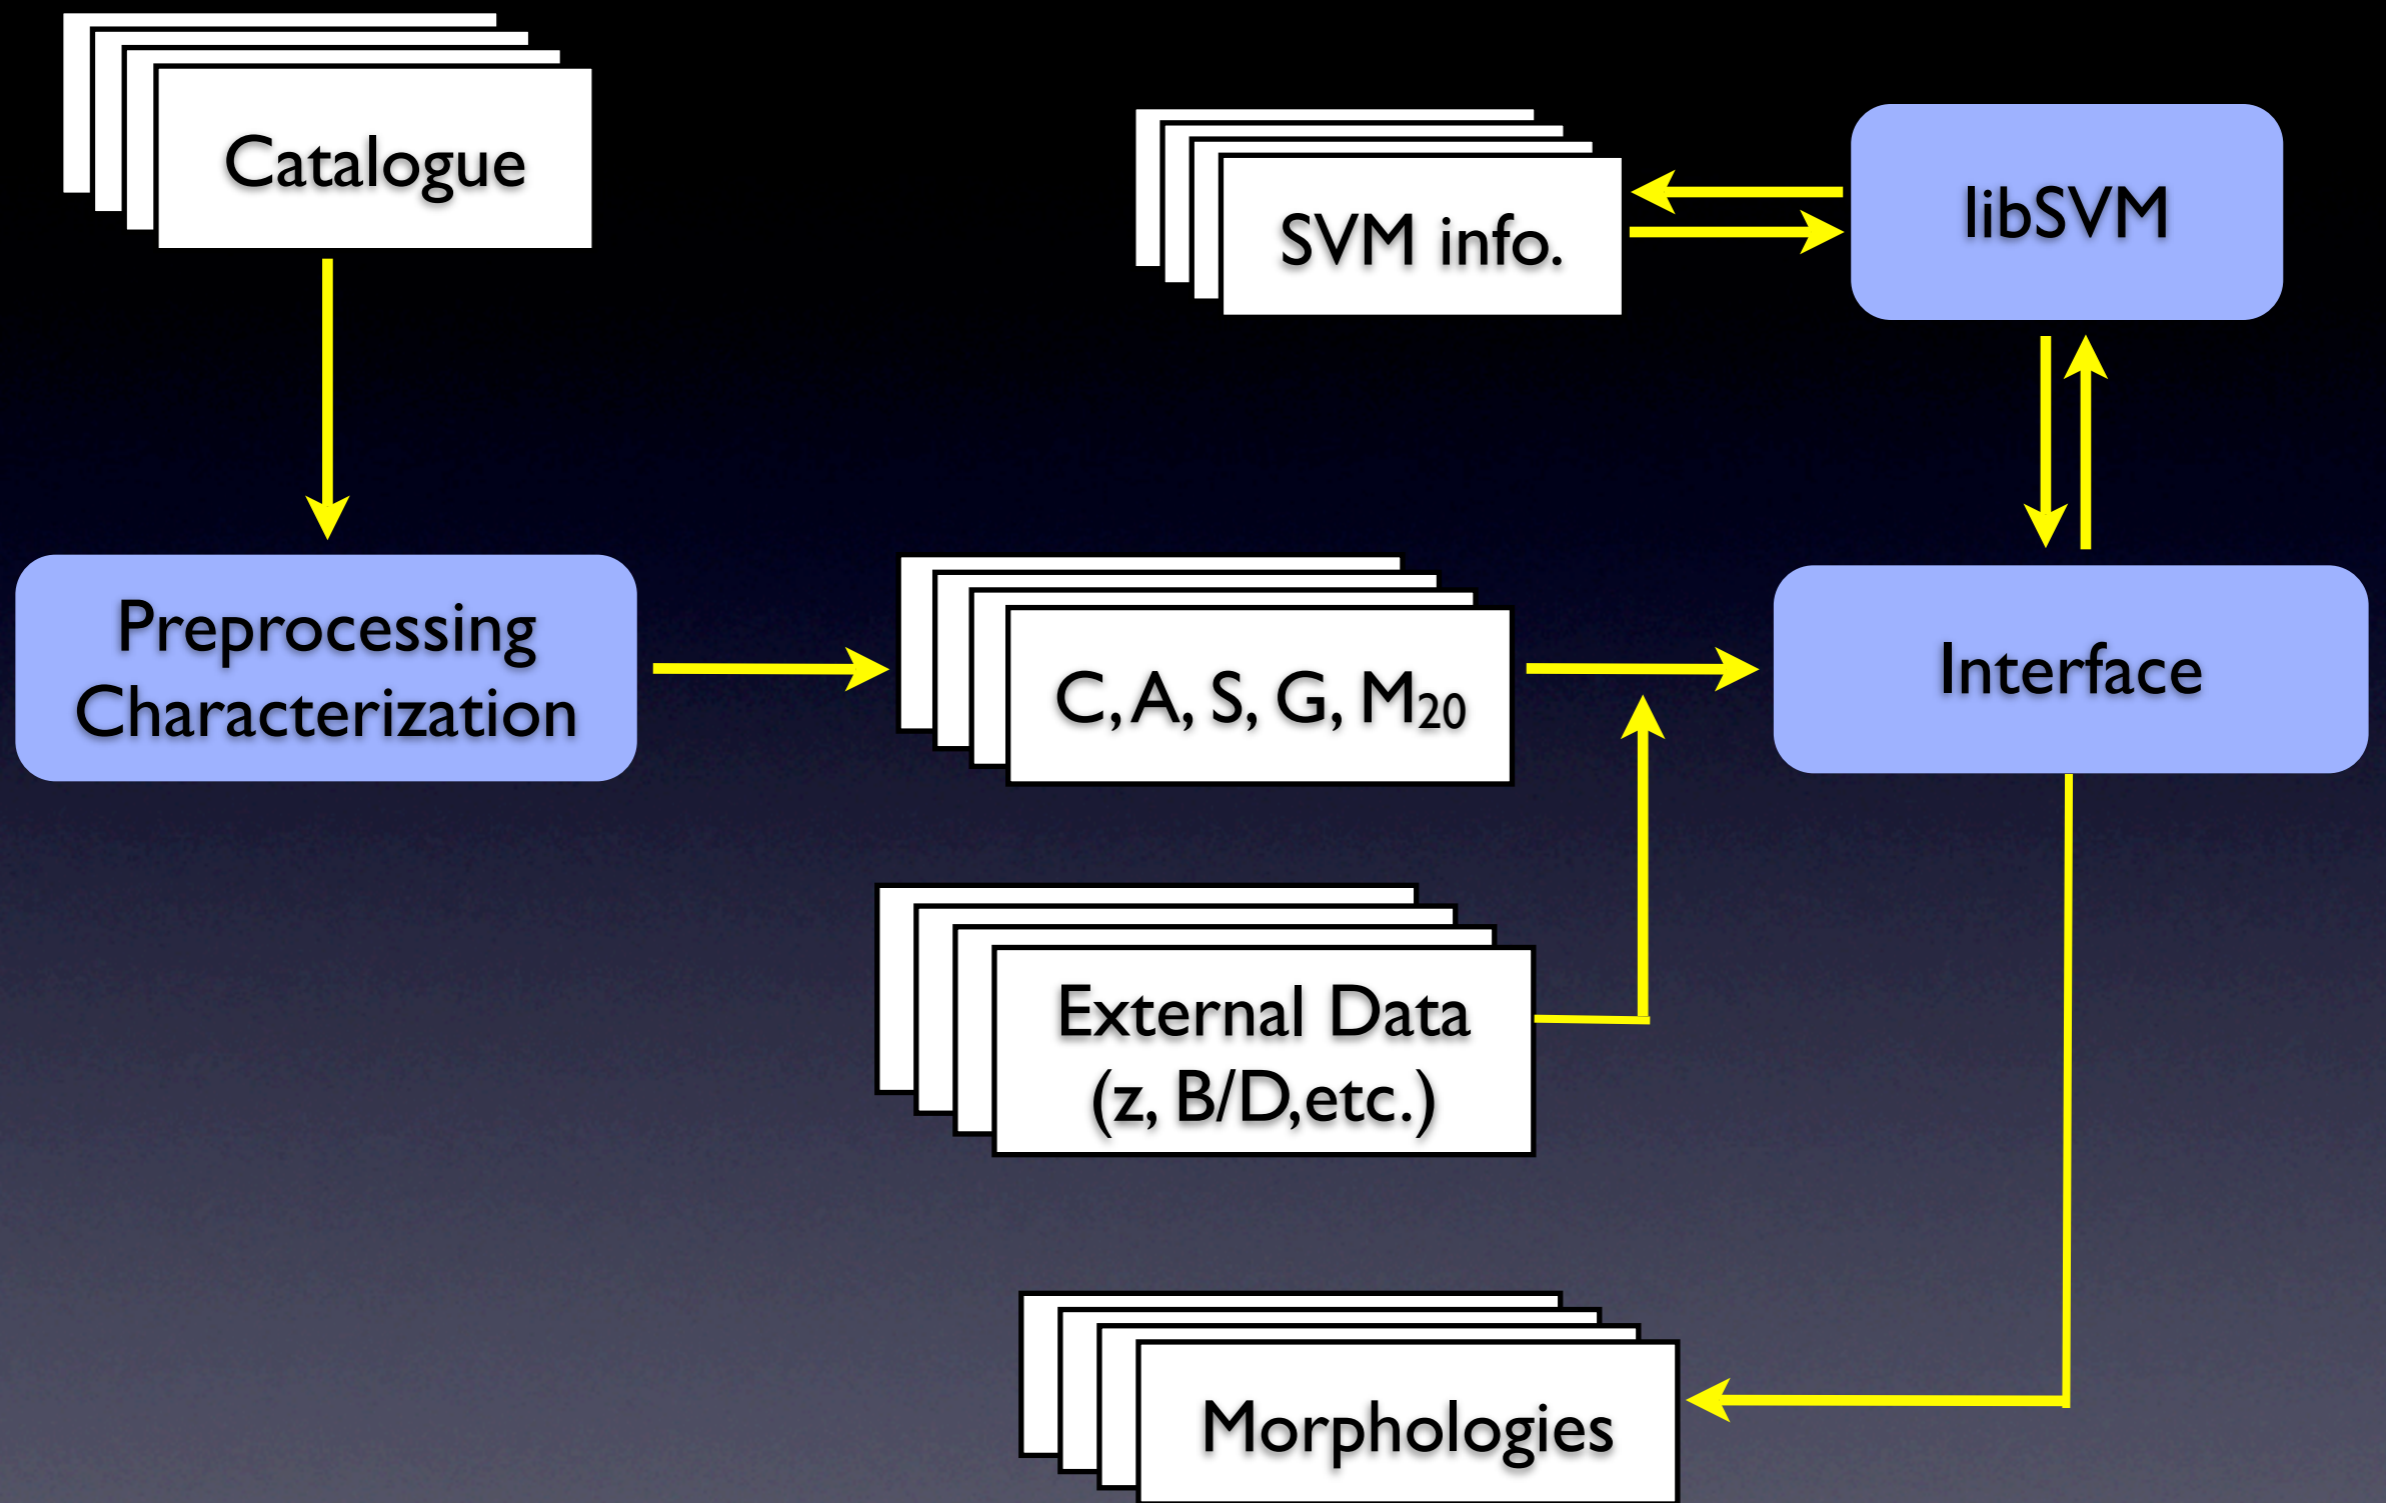 Catalogue
SVM info.
libSVM
Preprocessing
Characterization
C, A, S, G, M₂₀
Interface
External Data
(z, B/D,etc.)
Morphologies